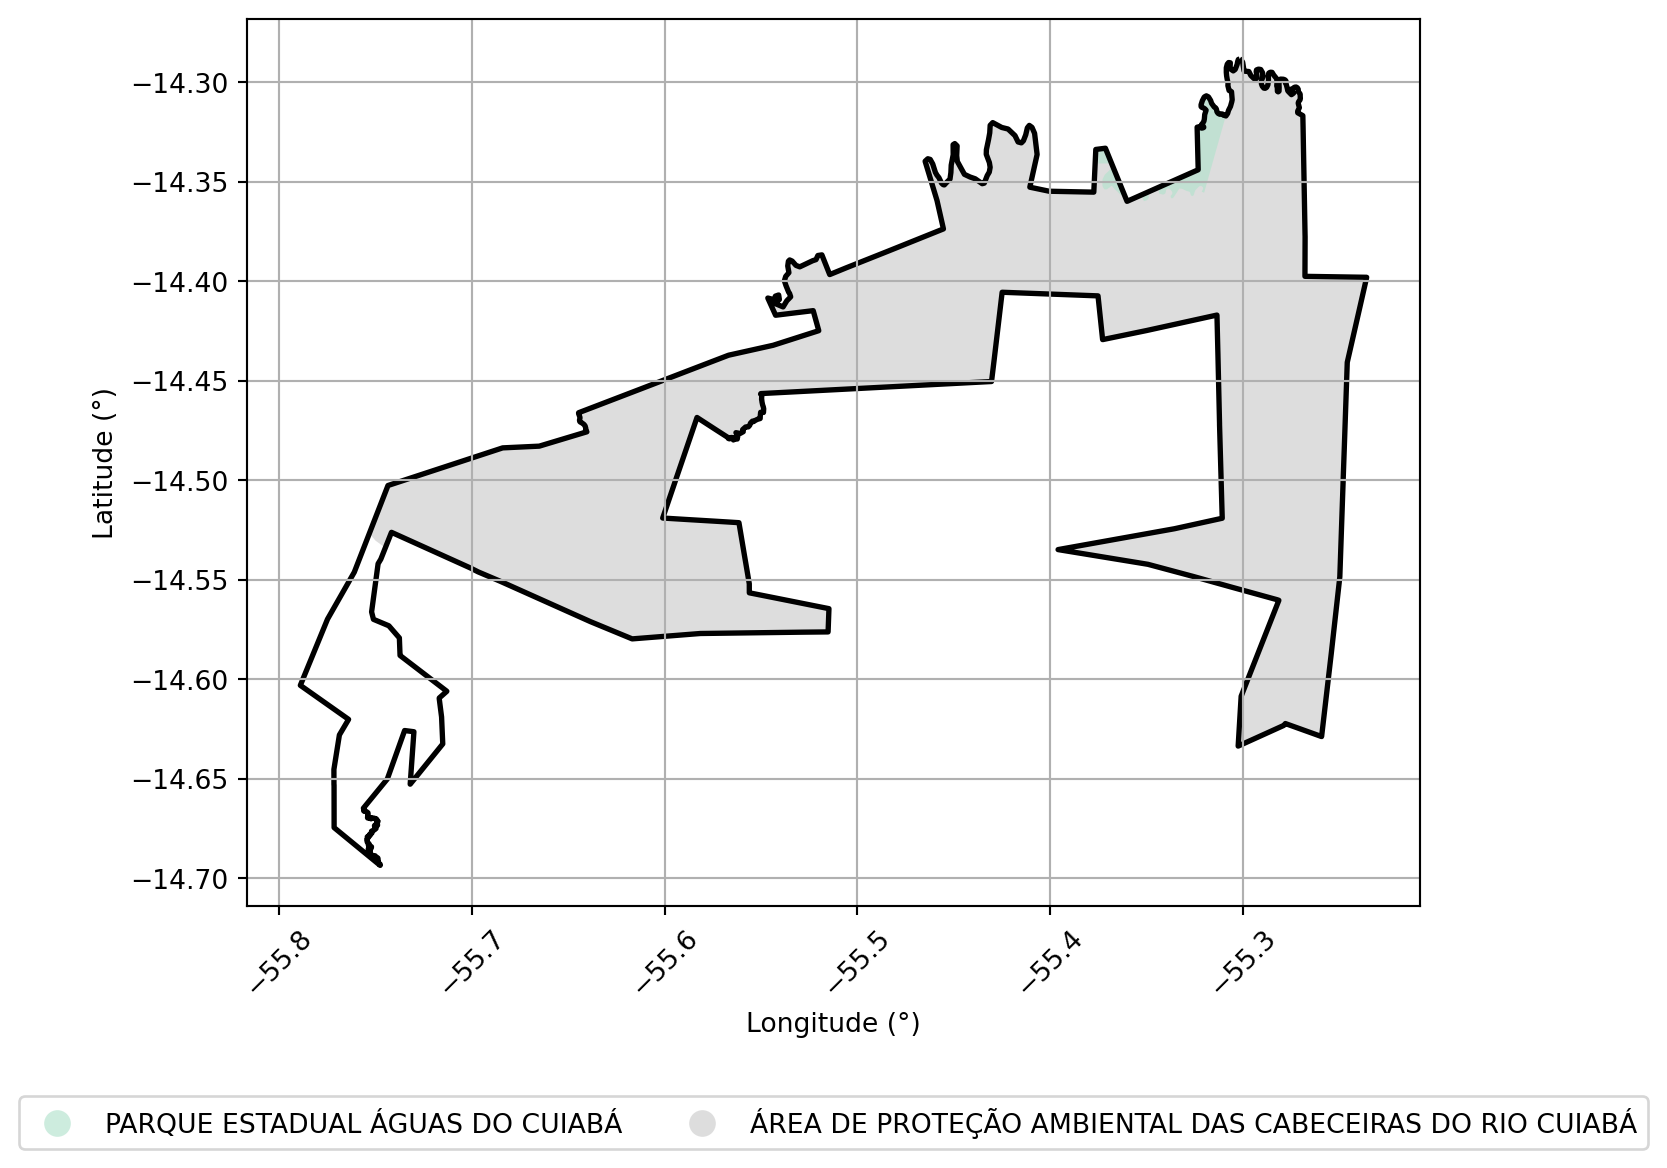 −14.30
−14.35
−14.40
−14.45
−14.50
−14.55
−14.60
−14.65
−14.70
Latitude (°)
−55.8 −55.7 −55.6 −55.5 −55.4 −55.3
Longitude (°)
PARQUE ESTADUAL ÁGUAS DO CUIABÁ ÁREA DE PROTEÇÃO AMBIENTAL DAS CABECEIRAS DO RIO CUIABÁ